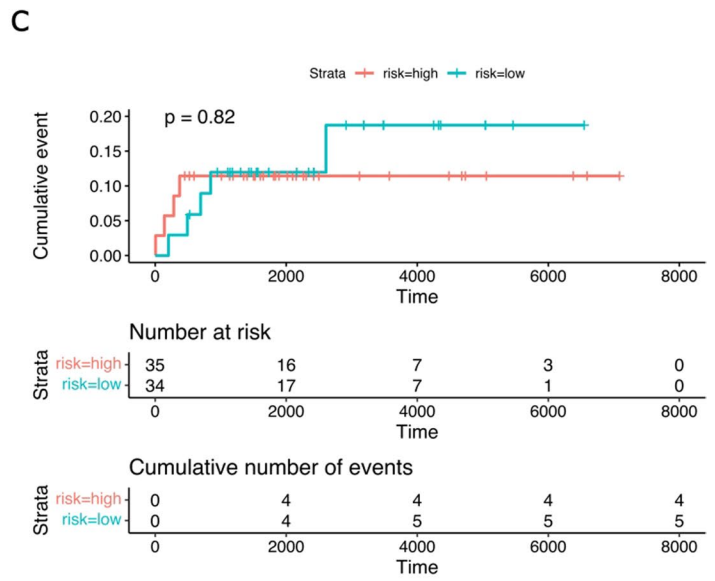 C
Strata risk=high risk=low
p = 0.82
Cumulative event
0.20
0.15
0.10
0.05
0.00
0 2000 4000 6000 8000
Time
Number at risk
Strata
risk=high 35 16 7 3 0
risk=low 34 17 7 1 0
0 2000 4000 6000 8000
Time
Cumulative number of events
Strata
risk=high 0 4 4 4 4
risk=low 0 4 5 5 5
0 2000 4000 6000 8000
Time